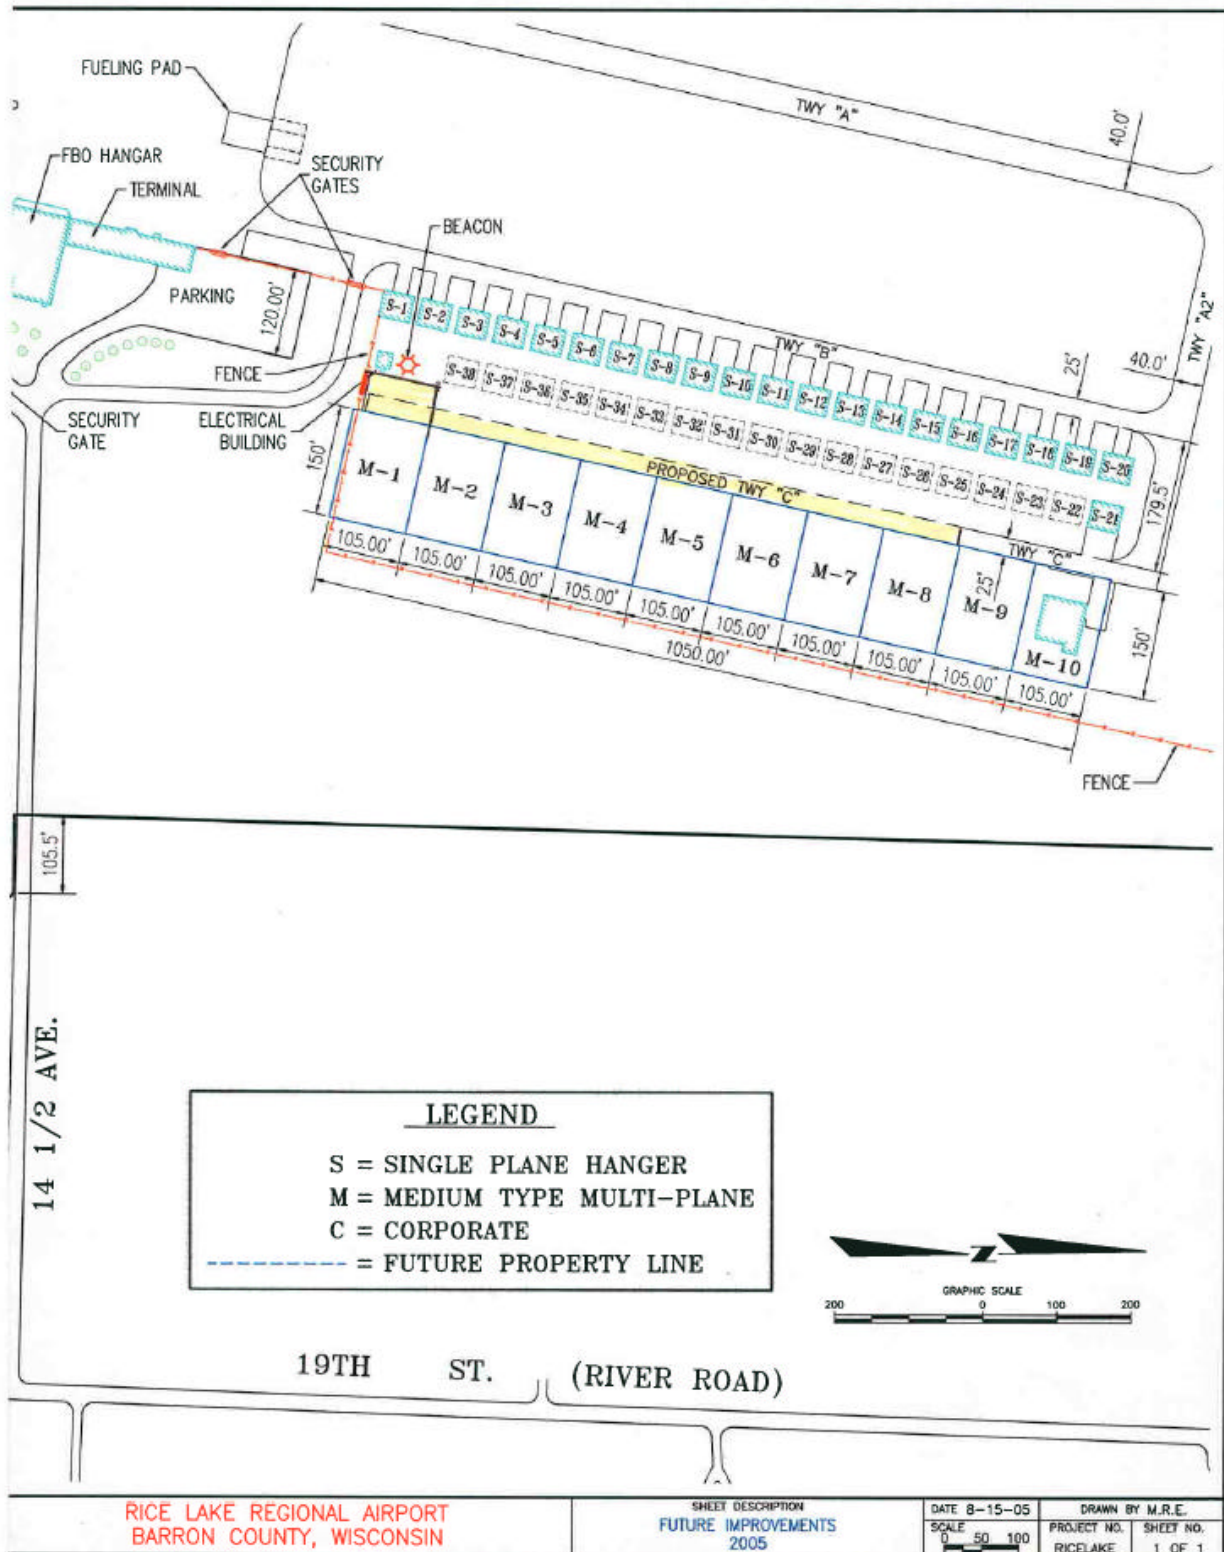 FUELING PAD
TWY "A"
40.0'
FBO HANGAR
SECURITY
GATES
TERMINAL
BEACON
PARKING
120.00'
TWY "A2"
S-1
S-2
S-3
S-4
S-5
S-6
S-7
S-8
S-9
S-10
S-11
S-12
S-13
S-14
S-15
S-16
S-17
S-18
S-19
S-20
TWY "B"
25'
40.0'
FENCE
SECURITY
GATE
ELECTRICAL
BUILDING
S-38
S-37
S-36
S-35
S-34
S-33
S-32
S-31
S-30
S-29
S-28
S-27
S-26
S-25
S-24
S-23
S-22
S-21
179.5'
150'
PROPOSED TWY "C"
TWY "C"
25'
M-1
M-2
M-3
M-4
M-5
M-6
M-7
M-8
M-9
M-10
150'
105.00'
105.00'
105.00'
105.00'
105.00'
105.00'
105.00'
105.00'
105.00'
105.00'
1050.00'
FENCE
105.5'
14 1/2 AVE.
LEGEND
S = SINGLE PLANE HANGER
M = MEDIUM TYPE MULTI-PLANE
C = CORPORATE
= FUTURE PROPERTY LINE
Z
GRAPHIC SCALE
200 0 100 200
19TH ST. (RIVER ROAD)
RICE LAKE REGIONAL AIRPORT
BARRON COUNTY, WISCONSIN
SHEET DESCRIPTION
FUTURE IMPROVEMENTS
2005
DATE 8-15-05
DRAWN BY M.R.E.
SCALE
0 50 100
PROJECT NO.
RICELAKE
SHEET NO.
1 OF 1